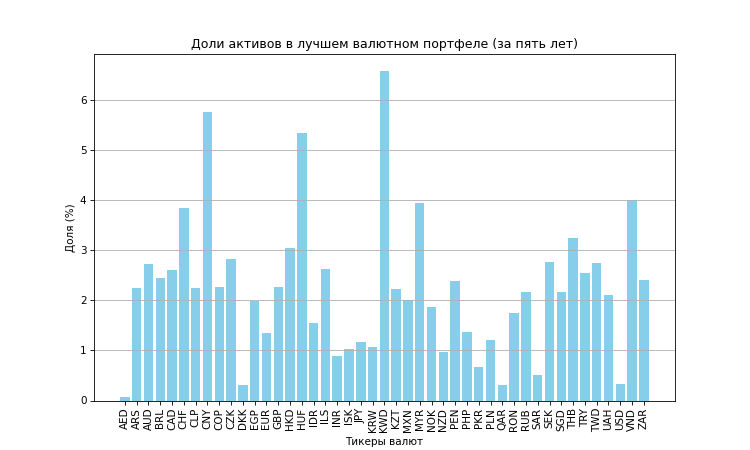 Доли активов в лучшем валютном портфеле (за пять лет)
Доля (%)
6
5
4
3
2
1
0
AED ARS AUD BRL CAD CHF CLP CNY COP CZK DKK EGP EUR GBP HKD HUF IDR ILS INR ISK JPY KRW KWD KZT MXN MYR NOK NZD PEN PHP PKR PLN QAR RON RUB SAR SEK SGD THB TRY TWD UAH USD VND ZAR
Тикеры валют